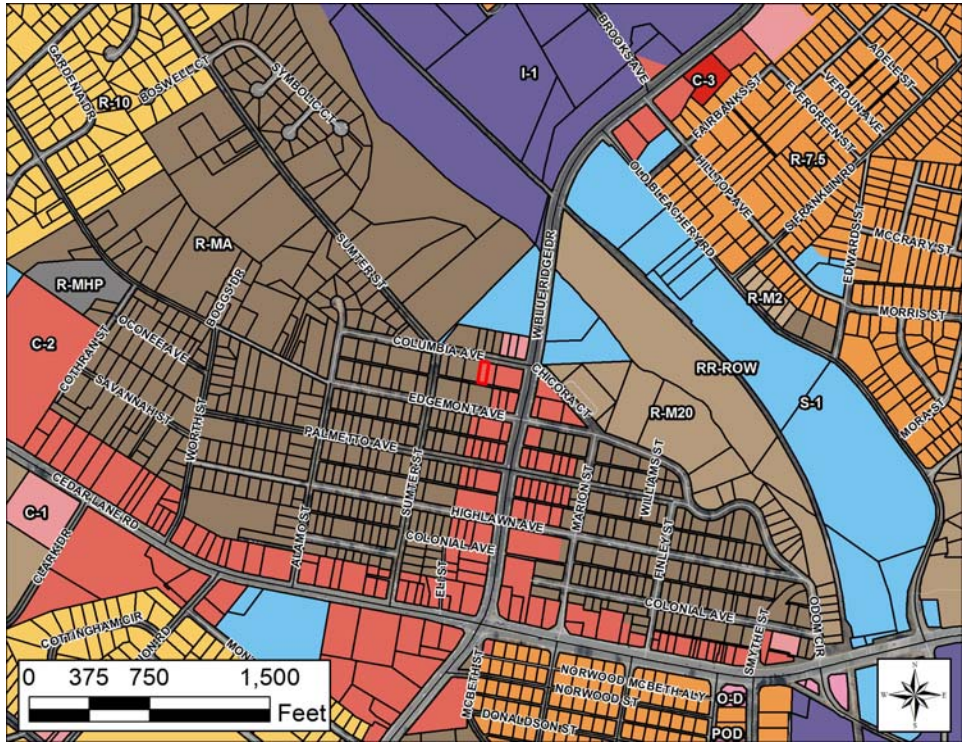 BROOKS AVE
ADELE ST
GARDENIA DR
BOSWELL CT
SYMBOL CT
I-1
C-3
FAIRBANKS ST
VERDUN AVE
EVERGREEN ST
R-10
R-7.5
HILLTOP AVE
S FRANKLIN RD
OLD BLEACHERY RD
EDWARDS ST
MCCRARY ST
R-MA
SUMTER ST
W BLUE RIDGE DR
R-MHP
BOGGS DR
R-M2
MORRIS ST
C-2
OCONEE AVE
COLUMBIA AVE
CHICORA CT
RR-ROW
COTHRAN ST
SAVANNAH ST
EDGEMONT AVE
R-M20
S-1
MORA ST
WORTH ST
PALMETTO AVE
SUMTER ST
MARION ST
WILLIAMS ST
CEDAR LANE RD
HIGHLAWN AVE
C-1
CLARK DR
ALAMO ST
COLONIAL AVE
FINLEY ST
ELI ST
COLONIAL AVE
SMYTHE ST
ODOM CIR
COTTINGHAM CIR
MCBETH ST
NORWOOD MCBETH ALY
NORWOOD ST
O-D
DONALDSON ST
POD
0 375 750 1,500
Feet
N
W E
S